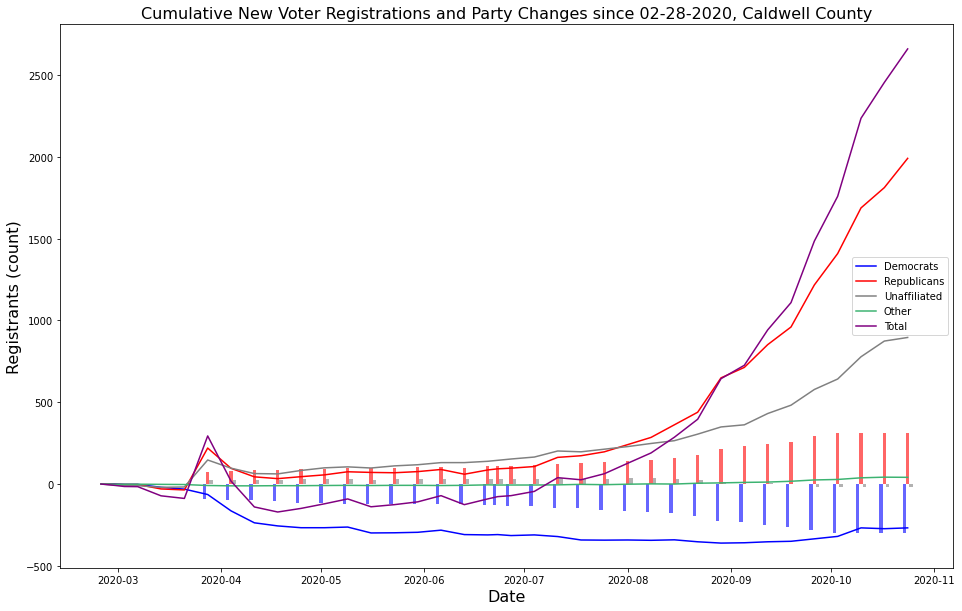 Cumulative New Voter Registrations and Party Changes since 02-28-2020, Caldwell County
Registrants (count)
2500
2000
1500
1000
500
0
−500
Democrats
Republicans
Unaffiliated
Other
Total
2020-03
2020-04
2020-05
2020-06
2020-07
2020-08
2020-09
2020-10
2020-11
Date